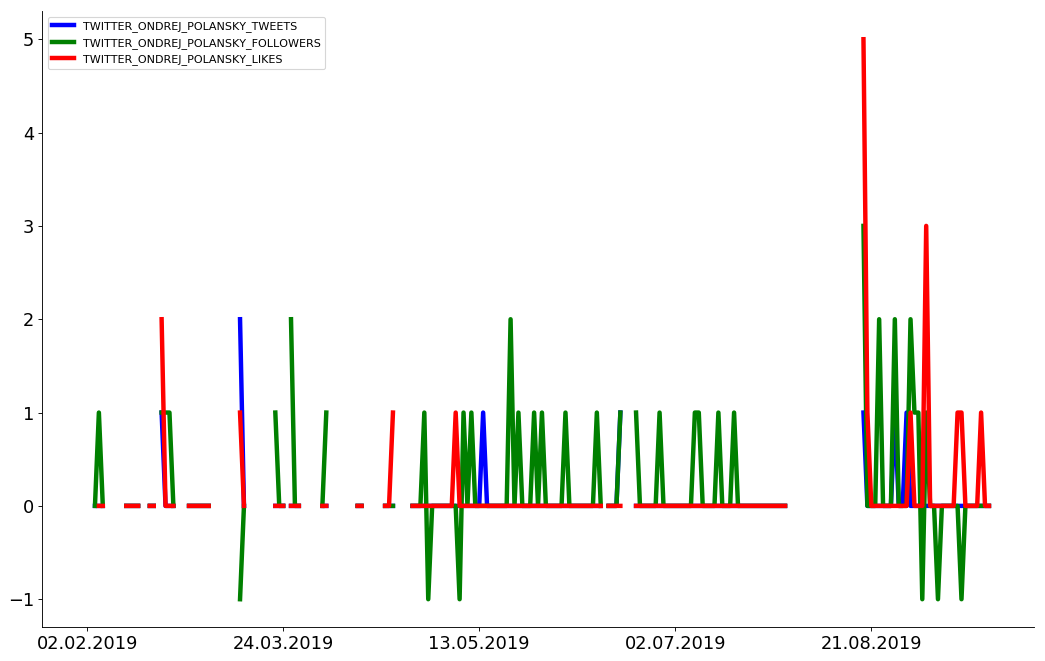 TWITTER_ONDREJ_POLANSKY_TWEETS
TWITTER_ONDREJ_POLANSKY_FOLLOWERS
TWITTER_ONDREJ_POLANSKY_LIKES
5
4
3
2
1
0
−1
02.02.2019 24.03.2019 13.05.2019 02.07.2019 21.08.2019